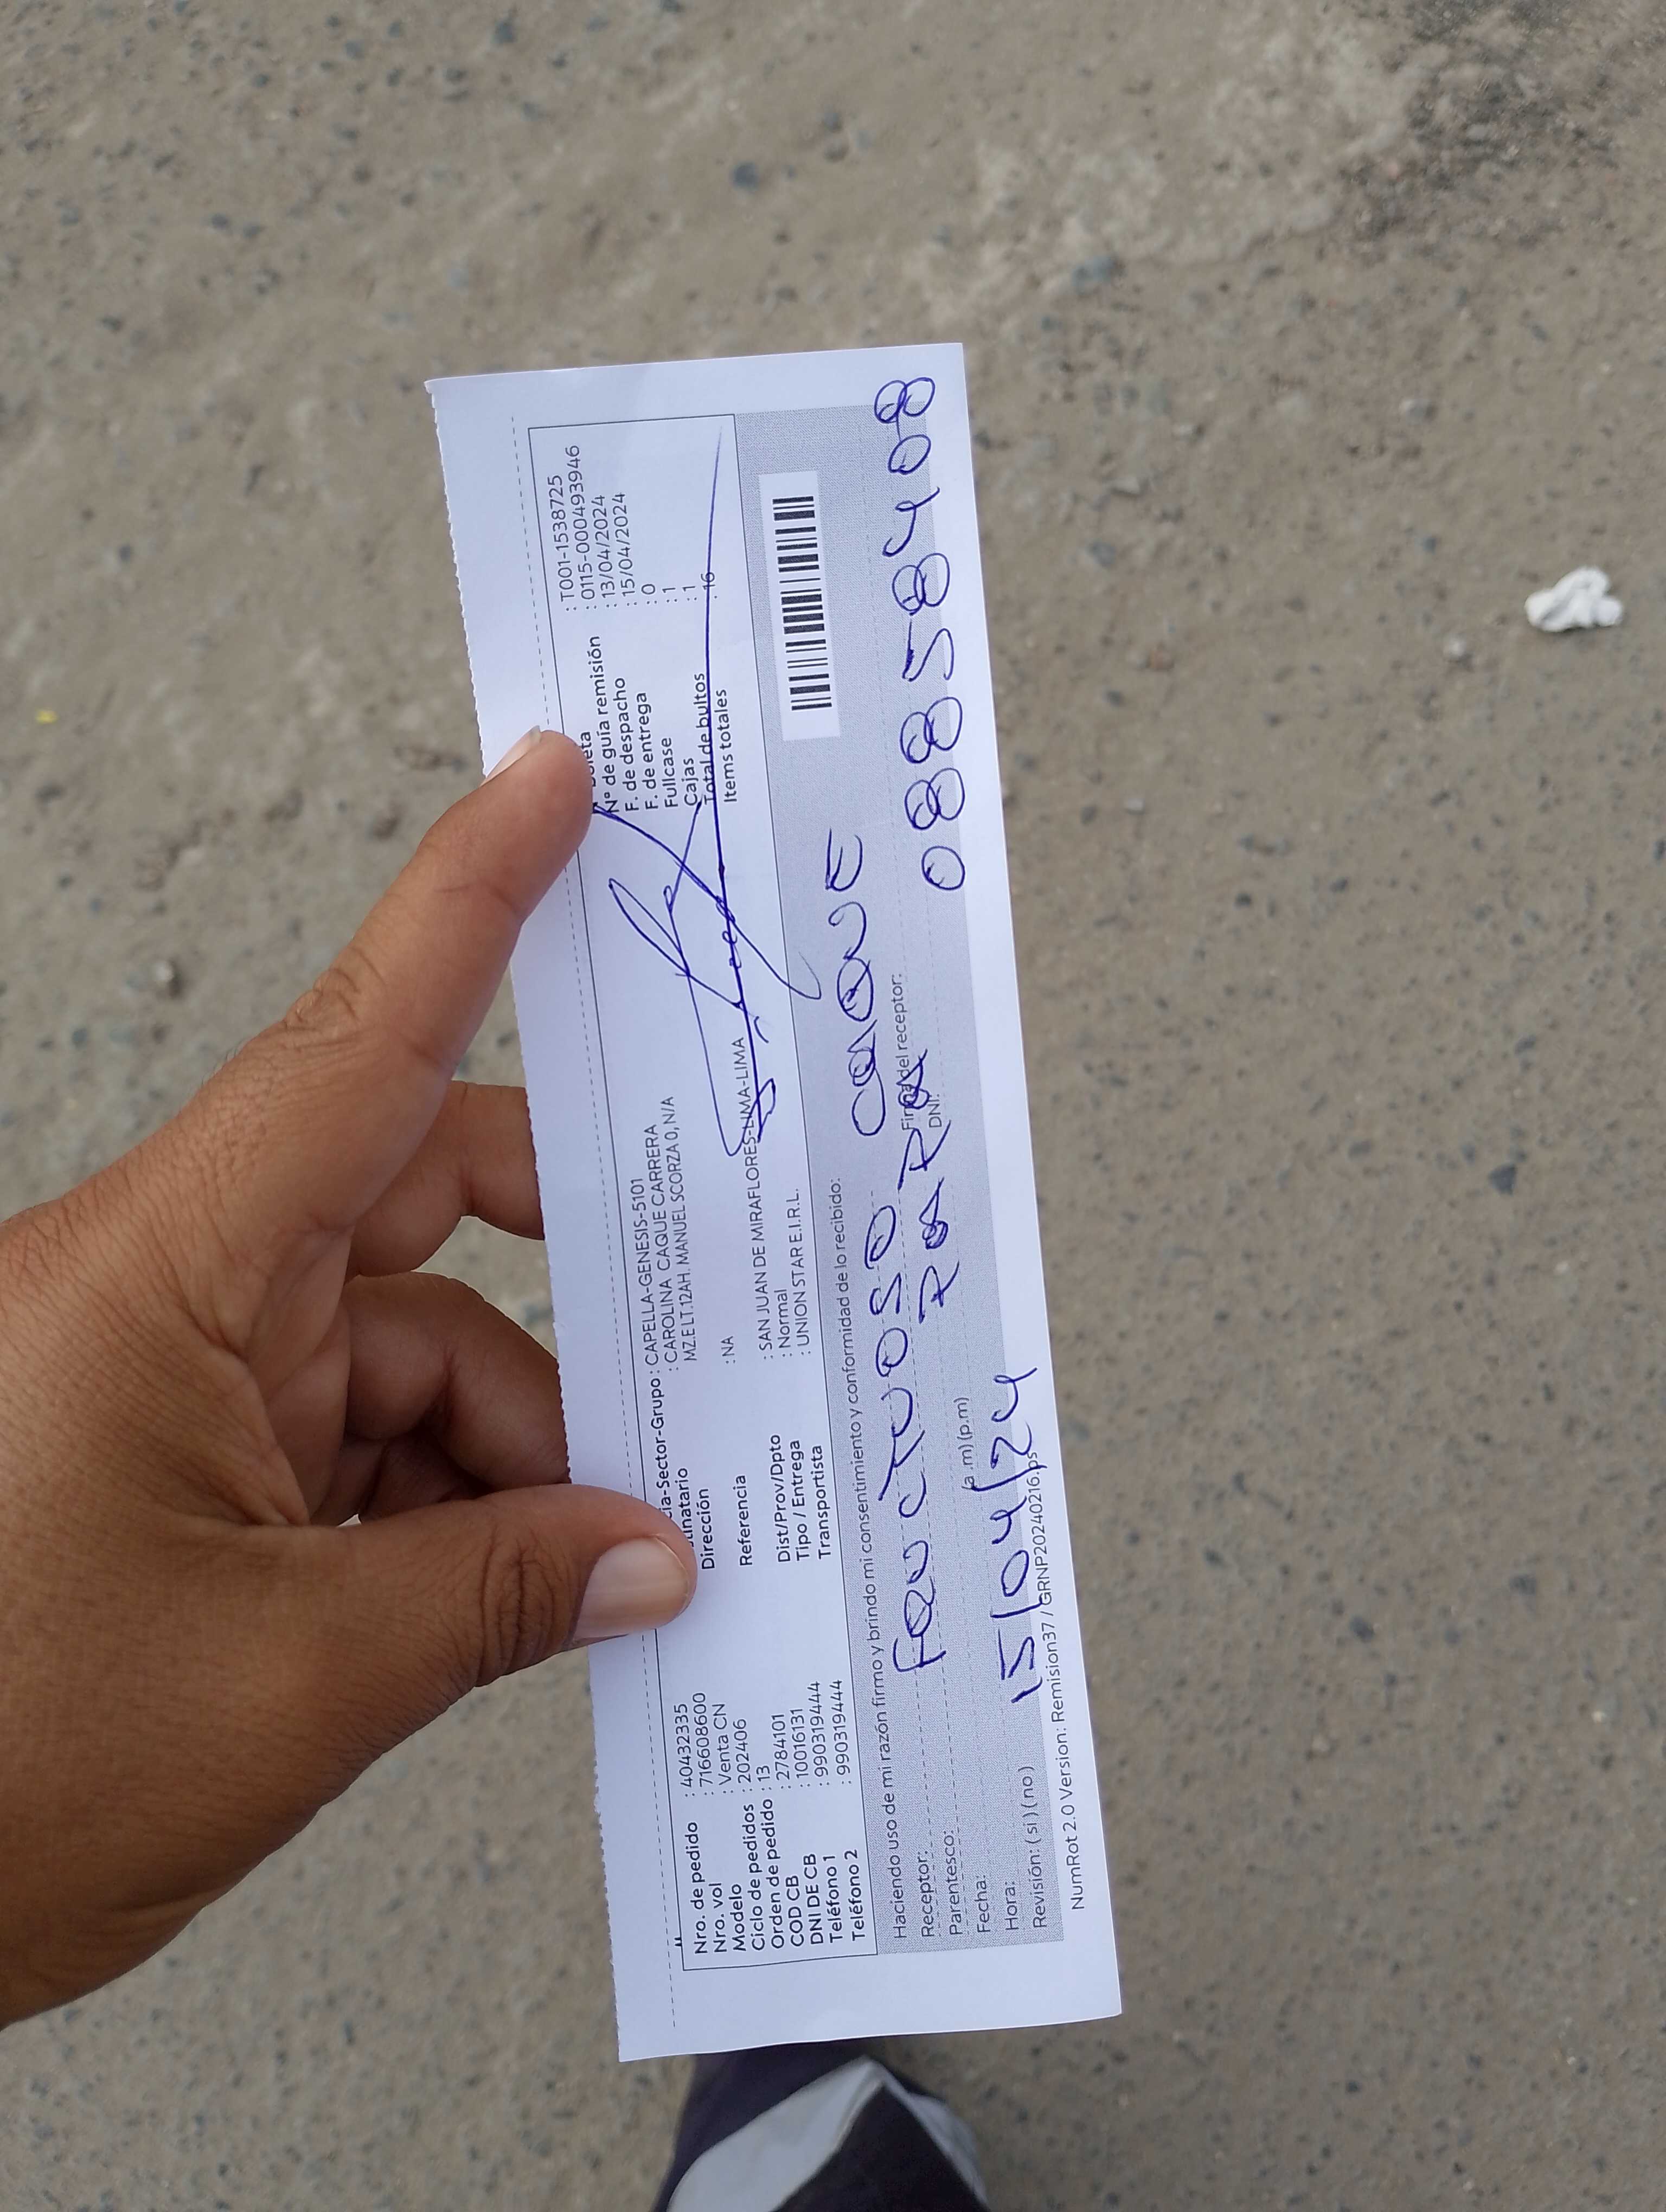 Nro. de pedido : 40432335
Nro. vol : 716608600
Modelo : Venta CN
Ciclo de pedidos : 202406
Orden de pedido : 13
COD CB : 2784101
DNI DE CB : 10016131
Teléfono 1 : 990319444
Teléfono 2 : 990319444
cia-Sector-Grupo : CAPELLA-GENESIS-5101
: CAROLINA CAQUE CARRERA
Dirección MZ.E LT.12AH. MANUEL SCORZA 0, N/A
Referencia : NA
Dist/Prov/Dpto : SAN JUAN DE MIRAFLORES-LIMA-LIMA
Tipo / Entrega : Normal
Transportista : UNION STAR E.I.R.L.
: T001-1538725
Nº de guía remisión : 0115-0000493946
F. de despacho : 13/04/2024
F. de entrega : 15/04/2024
Fullcase : 0
Cajas : 1
Total de bultos : 1
Items totales : 16
Haciendo uso de mi razón firmo y brindo mi consentimiento y conformidad de lo recibido:
Receptor: CAQUE
Parentesco: PAPA
Firma del receptor:
DNI: 08858408
Fecha: 15/04/24
Hora: (a.m) (p.m)
Revisión: (si) (no)
NumRot 2.0 Version: Remision37 / GRNP20240216.ps